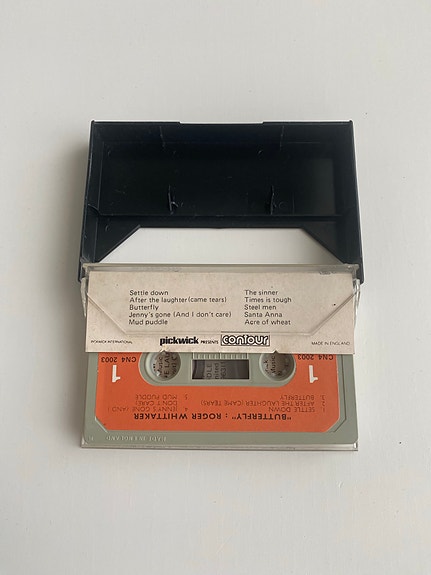 Settle down
After the laughter (came tears)
Butterfly
Jenny's gone (And I don't care)
Mud puddle
The sinner
Times is tough
Steel men
Santa Anna
Acre of wheat
PICKWICK INTERNATIONAL
pickwick PRESENTS contour
MADE IN ENGLAND
"BUTTERFLY" : ROGER WHITTAKER
1. SETTLE DOWN
2. AFTER THE LAUGHTER (CAME TEARS)
3. BUTTERFLY
4. JENNY'S GONE (AND I
DON'T CARE)
5. MUD PUDDLE
1
1
CN4 2003
CN4 2003
MADE IN ENGLAND